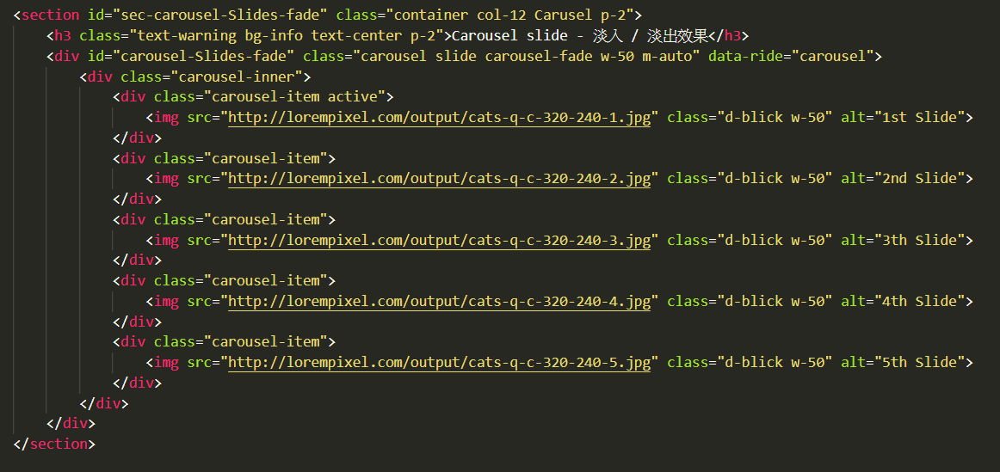 <section id="sec-carousel-Slides-fade" class="container col-12 Carusel p-2">
<h3 class="text-warning bg-info text-center p-2">Carousel slide - 淡入 / 淡出效果</h3>
<div id="carousel-Slides-fade" class="carousel slide carousel-fade w-50 m-auto" data-ride="carousel">
<div class="carousel-inner">
<div class="carousel-item active">
<img src="http://lorempixel.com/output/cats-q-c-320-240-1.jpg" class="d-blick w-50" alt="1st Slide">
</div>
<div class="carousel-item">
<img src="http://lorempixel.com/output/cats-q-c-320-240-2.jpg" class="d-blick w-50" alt="2nd Slide">
</div>
<div class="carousel-item">
<img src="http://lorempixel.com/output/cats-q-c-320-240-3.jpg" class="d-blick w-50" alt="3th Slide">
</div>
<div class="carousel-item">
<img src="http://lorempixel.com/output/cats-q-c-320-240-4.jpg" class="d-blick w-50" alt="4th Slide">
</div>
<div class="carousel-item">
<img src="http://lorempixel.com/output/cats-q-c-320-240-5.jpg" class="d-blick w-50" alt="5th Slide">
</div>
</div>
</div>
</section>